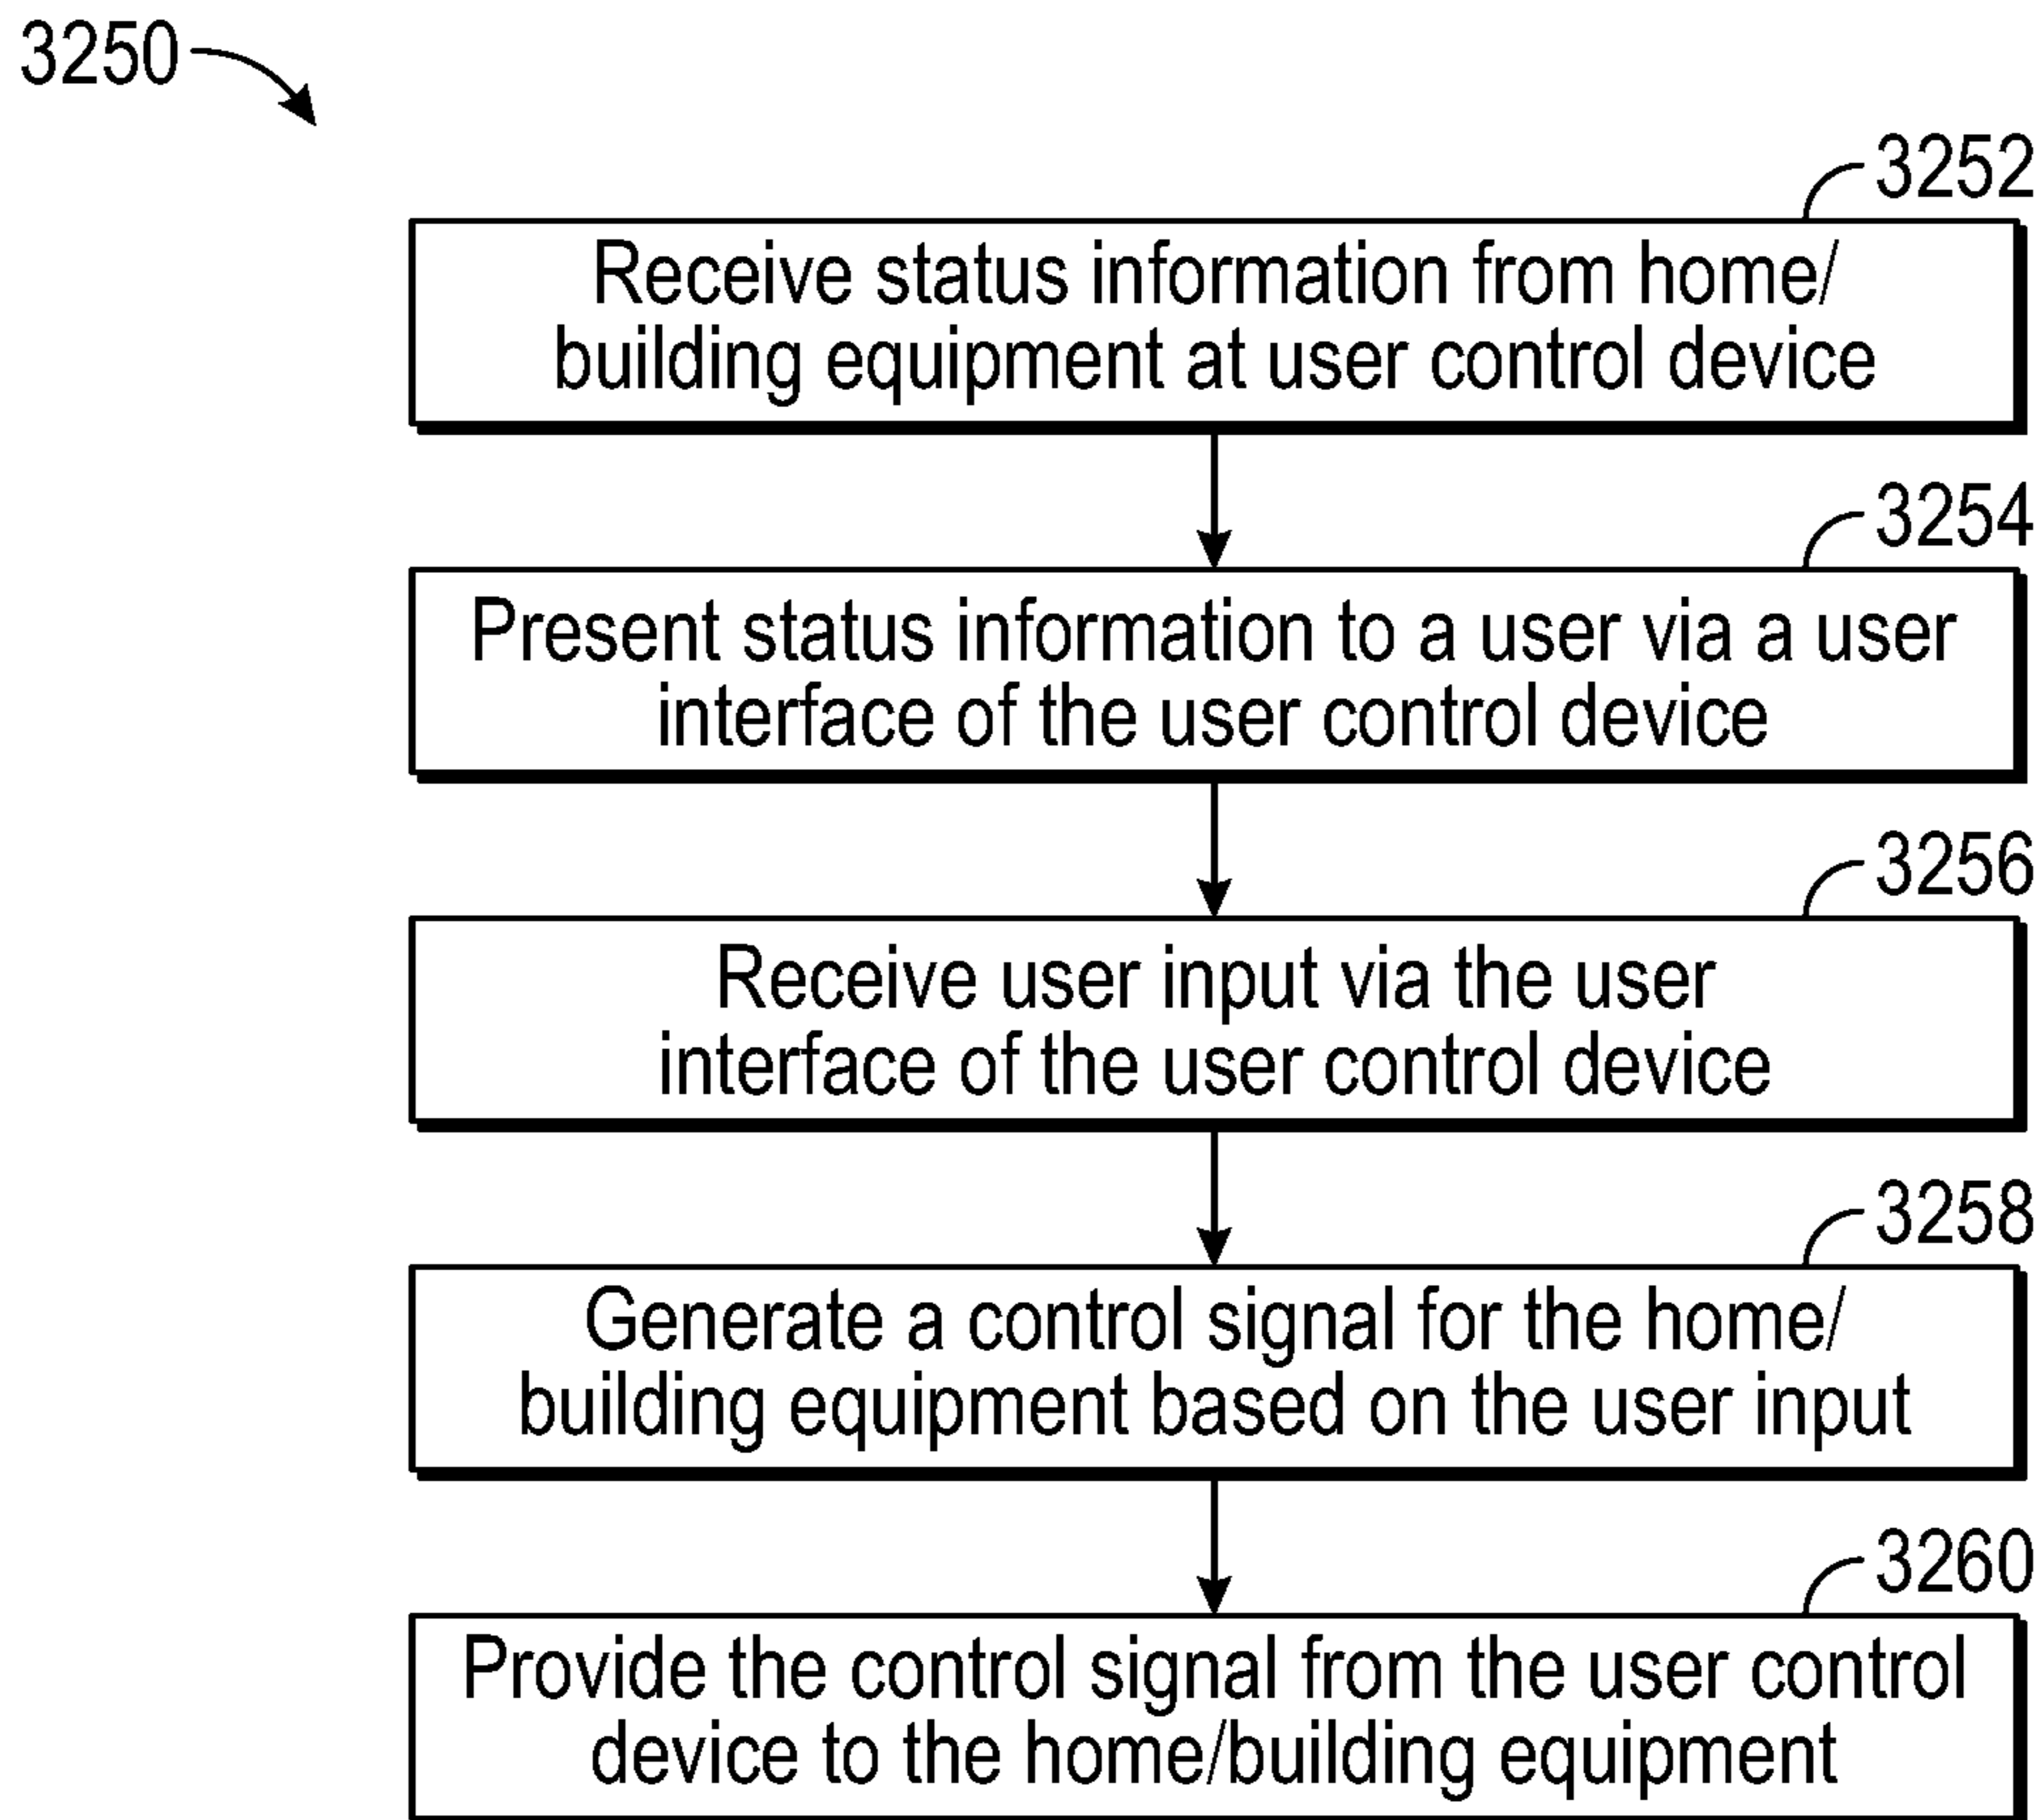 3250
3252
Receive status information from home/
building equipment at user control device
3254
Present status information to a user via a user
interface of the user control device
3256
Receive user input via the user
interface of the user control device
3258
Generate a control signal for the home/
building equipment based on the user input
3260
Provide the control signal from the user control
device to the home/building equipment